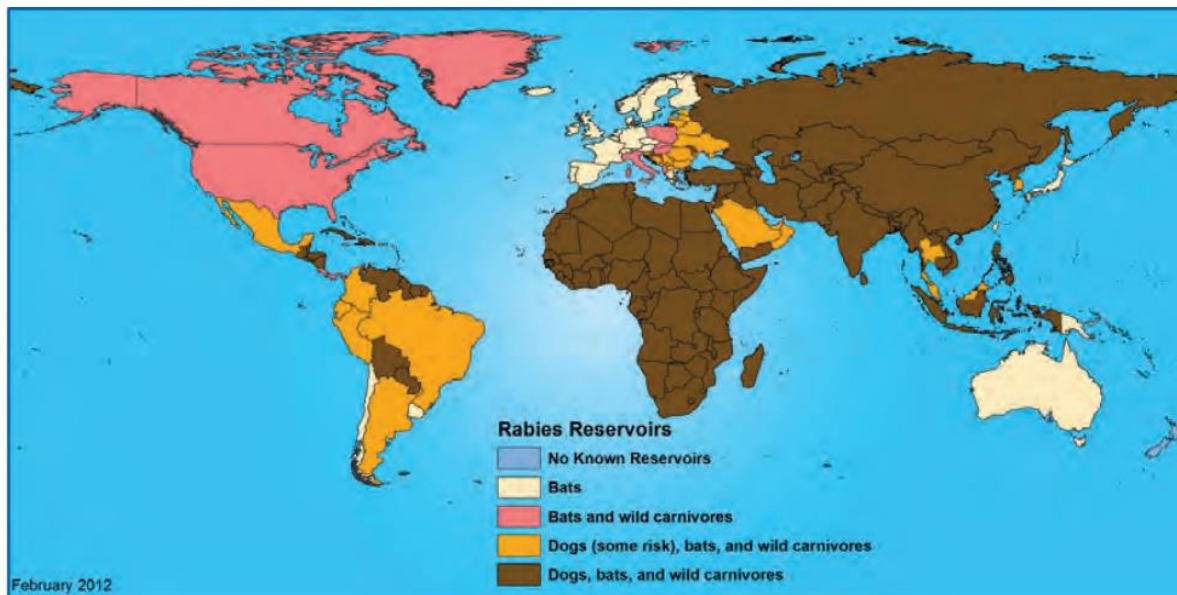 Rabies Reservoirs
No Known Reservoirs
Bats
Bats and wild carnivores
Dogs (some risk), bats, and wild carnivores
Dogs, bats, and wild carnivores
February 2012